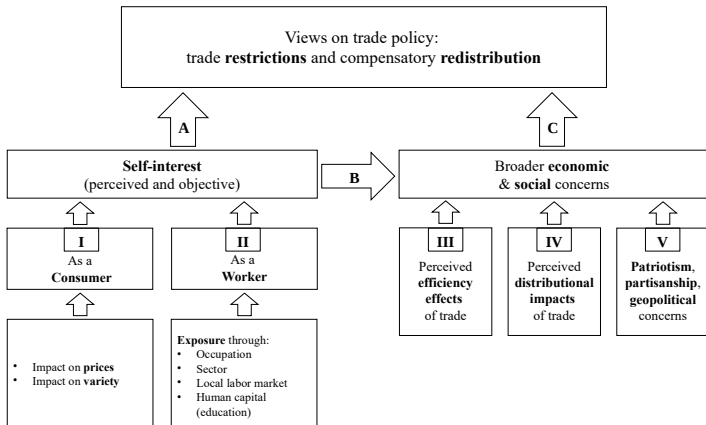 Views on trade policy:
trade restrictions and compensatory redistribution
A
C
Self-interest
(perceived and objective)
B
Broader economic
& social concerns
I
As a
Consumer
II
As a
Worker
III
Perceived
efficiency
effects
of trade
IV
Perceived
distributional
impacts
of trade
V
Patriotism,
partisanship,
geopolitical
concerns
• Impact on prices
• Impact on variety
Exposure through:
• Occupation
• Sector
• Local labor market
• Human capital
(education)